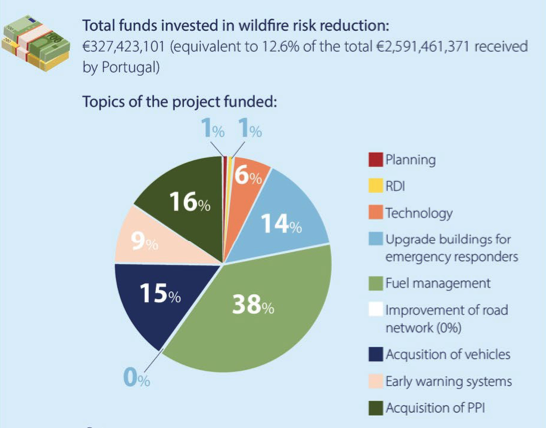 Total funds invested in wildfire risk reduction:
€327,423,101 (equivalent to 12.6% of the total €2,591,461,371 received
by Portugal)
Topics of the project funded:
1% 1%
6%
16%
14%
9%
15%
38%
0%
Planning
RDI
Technology
Upgrade buildings for
emergency responders
Fuel management
Improvement of road
network (0%)
Acqusition of vehicles
Early warning systems
Acquisition of PPI